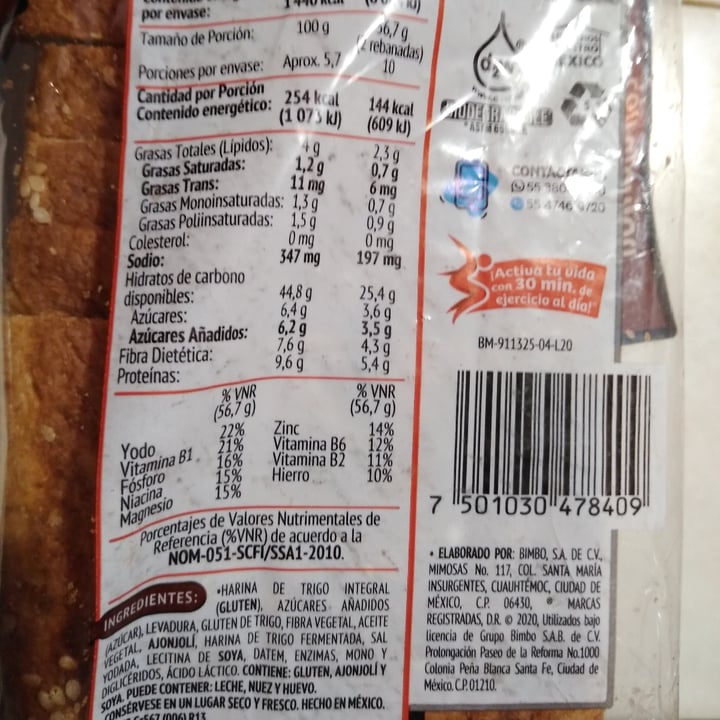 por envase:
Tamaño de Porción: 100 g 56,7 g
(2 rebanadas)
Porciones por envase: Aprox. 5,7 10
Cantidad por Porción
Contenido energético: 254 kcal 144 kcal
(1 073 kJ) (609 kJ)
Grasas Totales (Lípidos): 4 g 2,3 g
Grasas Saturadas: 1,2 g 0,7 g
Grasas Trans: 11 mg 6 mg
Grasas Monoinsaturadas: 1,3 g 0,7 g
Grasas Poliinsaturadas: 1,5 g 0,9 g
Colesterol: 0 mg 0 mg
Sodio: 347 mg 197 mg
Hidratos de carbono
disponibles: 44,8 g 25,4 g
Azúcares: 6,4 g 3,6 g
Azúcares Añadidos: 6,2 g 3,5 g
Fibra Dietética: 7,6 g 4,3 g
Proteínas: 9,6 g 5,4 g
% VNR % VNR
(56,7 g) (56,7 g)
Yodo 22% Zinc 14%
Vitamina B1 21% Vitamina B6 12%
Fósforo 16% Vitamina B2 11%
Niacina 15% Hierro 10%
Magnesio 15%
Porcentajes de Valores Nutrimentales de
Referencia (%VNR) de acuerdo a la
NOM-051-SCFI/SSA1-2010.
INGREDIENTES: •HARINA DE TRIGO INTEGRAL
(GLUTEN), AZÚCARES AÑADIDOS
(AZÚCAR), LEVADURA, GLUTEN DE TRIGO, FIBRA VEGETAL, ACEITE
VEGETAL, AJONJOLÍ, HARINA DE TRIGO FERMENTADA, SAL
YODADA, LECITINA DE SOYA, DATEM, ENZIMAS, MONO Y
DIGLICÉRIDOS, ÁCIDO LÁCTICO. CONTIENE: GLUTEN, AJONJOLÍ Y
SOYA. PUEDE CONTENER: LECHE, NUEZ Y HUEVO.
CONSÉRVESE EN UN LUGAR SECO Y FRESCO. HECHO EN MÉXICO.
d2w
MÉXICO
CONTACT
55 4746
¡Activa tu vida
con 30 min. de
ejercicio al día!
BM-911325-04-L20
7 501030 478409
• ELABORADO POR: BIMBO, S.A. DE C.V.,
MIMOSAS No. 117, COL. SANTA MARÍA
INSURGENTES, CUAUHTÉMOC, CIUDAD DE
MÉXICO, C.P. 06430, ® MARCAS
REGISTRADAS, D.R. © 2020, Utilizados bajo
licencia de Grupo Bimbo S.A.B. de C.V.
Prolongación Paseo de la Reforma No.1000
Colonia Peña Blanca Santa Fe, Ciudad de
México. C.P. 01210.